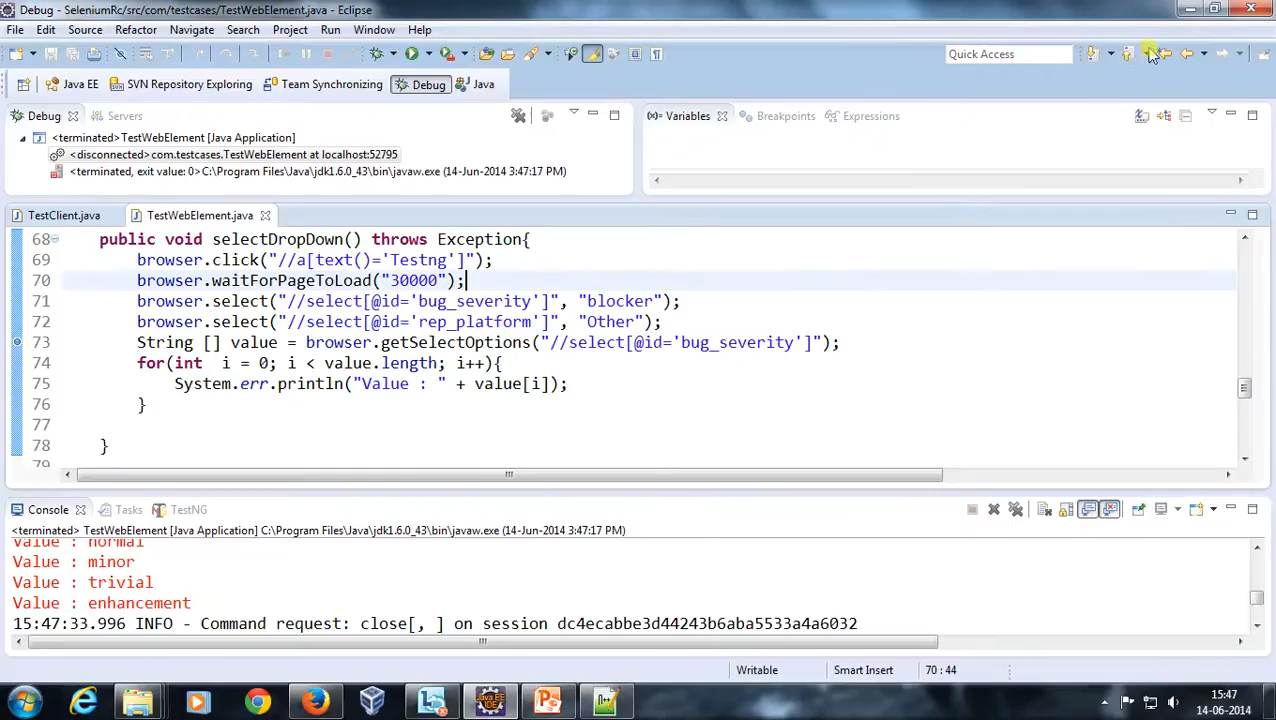 Debug - SeleniumRc/src/com/testcases/TestWebElement.java - Eclipse
File Edit Source Refactor Navigate Search Project Run Window Help
Quick Access
Java EE SVN Repository Exploring Team Synchronizing Debug Java
Debug Servers
(x)= Variables Breakpoints Expressions
<terminated>TestWebElement [Java Application]
<disconnected>com.testcases.TestWebElement at localhost:52795
<terminated, exit value: 0>C:\Program Files\Java\jdk1.6.0_43\bin\javaw.exe (14-Jun-2014 3:47:17 PM)
TestClient.java TestWebElement.java
68 public void selectDropDown() throws Exception{
69 browser.click("//a[text()='Testng']");
70 browser.waitForPageToLoad("30000");
71 browser.select("//select[@id='bug_severity']", "blocker");
72 browser.select("//select[@id='rep_platform']", "Other");
73 String [] value = browser.getSelectOptions("//select[@id='bug_severity']");
74 for(int i = 0; i < value.length; i++){
75 System.err.println("Value : " + value[i]);
76 }
77
78 }
79
Console Tasks TestNG
<terminated> TestWebElement [Java Application] C:\Program Files\Java\jdk1.6.0_43\bin\javaw.exe (14-Jun-2014 3:47:17 PM)
Value : normal
Value : minor
Value : trivial
Value : enhancement
15:47:33.996 INFO - Command request: close[, ] on session dc4ecabbe3d44243b6aba5533a4a6032
Writable Smart Insert 70 : 44
15:47
14-06-2014